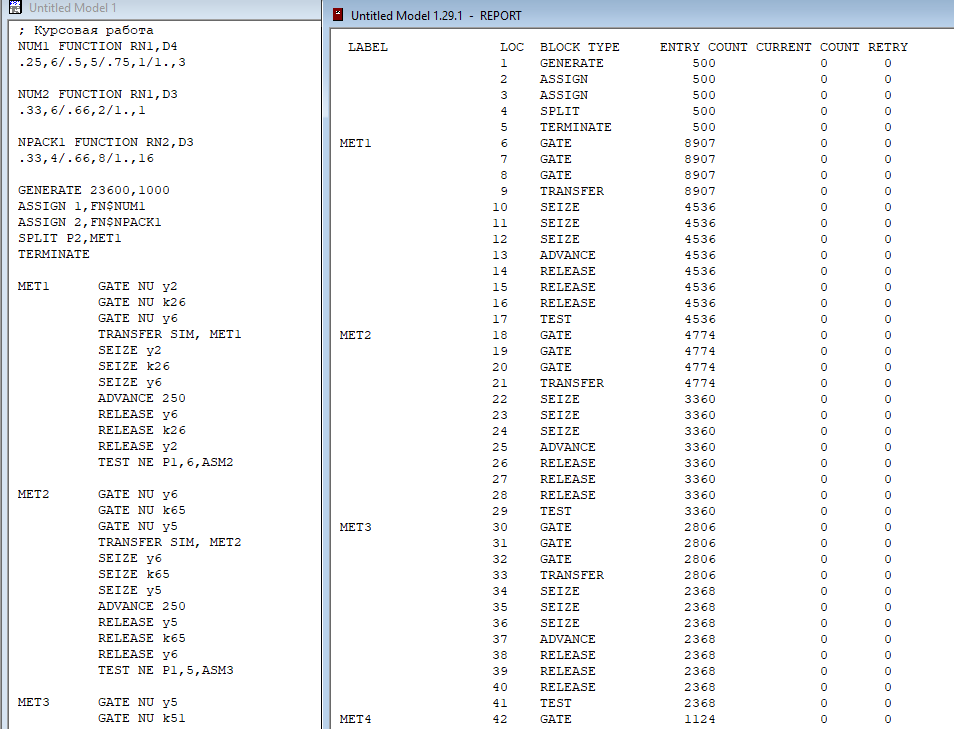 Untitled Model 1
; Курсовая работа
NUM1 FUNCTION RN1,D4
.25,6/.5,5/.75,1/1.,3
NUM2 FUNCTION RN1,D3
.33,6/.66,2/1.,1
NPACK1 FUNCTION RN2,D3
.33,4/.66,8/1.,16
GENERATE 23600,1000
ASSIGN 1,FN$NUM1
ASSIGN 2,FN$NPACK1
SPLIT P2,MET1
TERMINATE
MET1 GATE NU y2
GATE NU k26
GATE NU y6
TRANSFER SIM, MET1
SEIZE y2
SEIZE k26
SEIZE y6
ADVANCE 250
RELEASE y6
RELEASE k26
RELEASE y2
TEST NE P1,6,ASM2
MET2 GATE NU y6
GATE NU k65
GATE NU y5
TRANSFER SIM, MET2
SEIZE y6
SEIZE k65
SEIZE y5
ADVANCE 250
RELEASE y5
RELEASE k65
RELEASE y6
TEST NE P1,5,ASM3
MET3 GATE NU y5
GATE NU k51
Untitled Model 1.29.1 - REPORT
LABEL LOC BLOCK TYPE ENTRY COUNT CURRENT COUNT RETRY
1 GENERATE 500 0 0
2 ASSIGN 500 0 0
3 ASSIGN 500 0 0
4 SPLIT 500 0 0
5 TERMINATE 500 0 0
MET1 6 GATE 8907 0 0
7 GATE 8907 0 0
8 GATE 8907 0 0
9 TRANSFER 8907 0 0
10 SEIZE 4536 0 0
11 SEIZE 4536 0 0
12 SEIZE 4536 0 0
13 ADVANCE 4536 0 0
14 RELEASE 4536 0 0
15 RELEASE 4536 0 0
16 RELEASE 4536 0 0
17 TEST 4536 0 0
MET2 18 GATE 4774 0 0
19 GATE 4774 0 0
20 GATE 4774 0 0
21 TRANSFER 4774 0 0
22 SEIZE 3360 0 0
23 SEIZE 3360 0 0
24 SEIZE 3360 0 0
25 ADVANCE 3360 0 0
26 RELEASE 3360 0 0
27 RELEASE 3360 0 0
28 RELEASE 3360 0 0
29 TEST 3360 0 0
MET3 30 GATE 2806 0 0
31 GATE 2806 0 0
32 GATE 2806 0 0
33 TRANSFER 2806 0 0
34 SEIZE 2368 0 0
35 SEIZE 2368 0 0
36 SEIZE 2368 0 0
37 ADVANCE 2368 0 0
38 RELEASE 2368 0 0
39 RELEASE 2368 0 0
40 RELEASE 2368 0 0
41 TEST 2368 0 0
MET4 42 GATE 1124 0 0